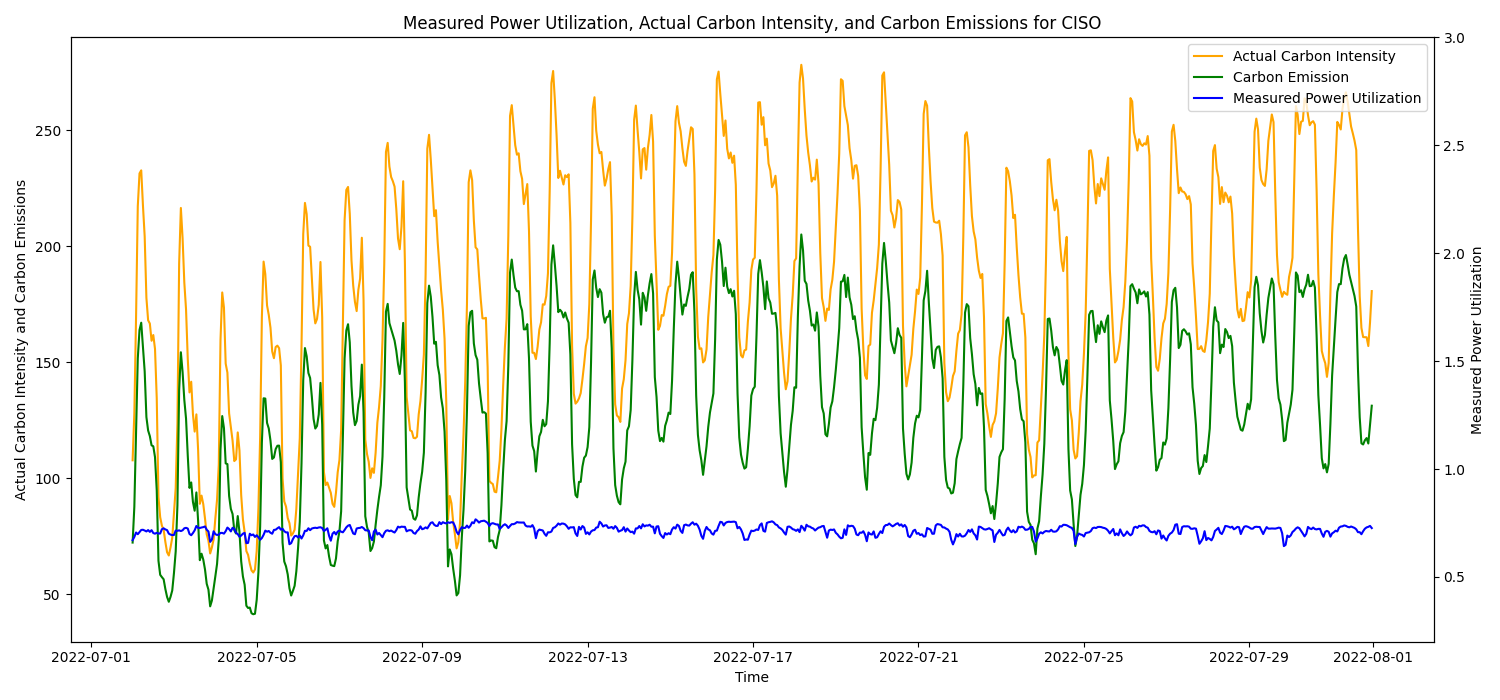 Measured Power Utilization, Actual Carbon Intensity, and Carbon Emissions for CISO
Actual Carbon Intensity
Carbon Emission
Measured Power Utilization
Actual Carbon Intensity and Carbon Emissions
250
200
150
100
50
3.0
2.5
2.0
1.5
1.0
0.5
Measured Power Utilization
2022-07-01
2022-07-05
2022-07-09
2022-07-13
2022-07-17
2022-07-21
2022-07-25
2022-07-29
2022-08-01
Time